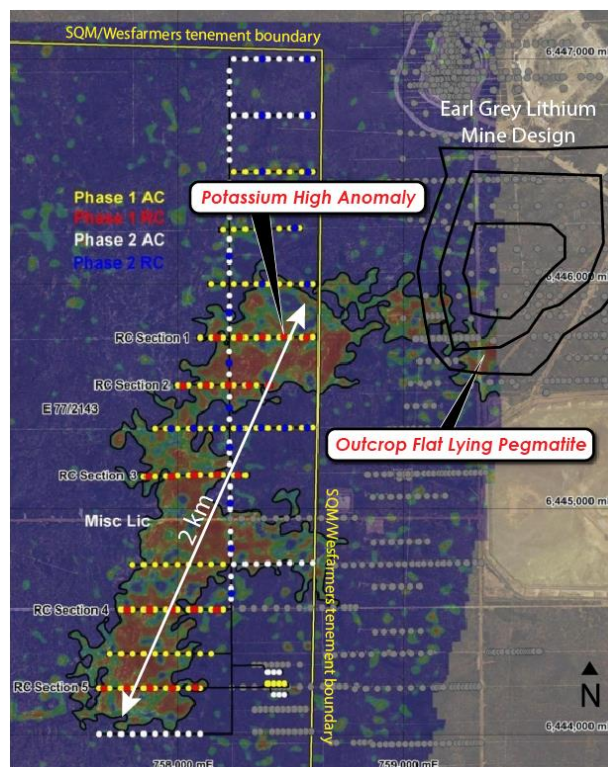 SQM/Wesfarmers tenement boundary
6,447,000 mN
Earl Grey Lithium
Mine Design
Phase 1 AC
Phase 1 RC
Phase 2 AC
Phase 2 RC
Potassium High Anomaly
6,446,000 mN
RC Section 1
RC Section 2
E 77/2143
Outcrop Flat Lying Pegmatite
RC Section 3
SQM/Wesfarmers tenement boundary
6,445,000 mN
Misc Lic
2 km
RC Section 4
RC Section 5
N
6,444,000 mN
758,000 mE
759,000 mE